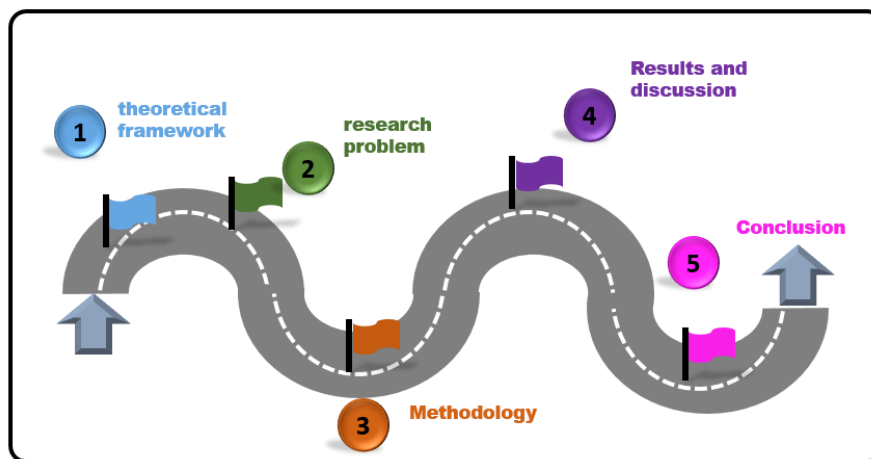 1
theoretical
framework
2
research
problem
3
Methodology
4
Results and
discussion
5
Conclusion